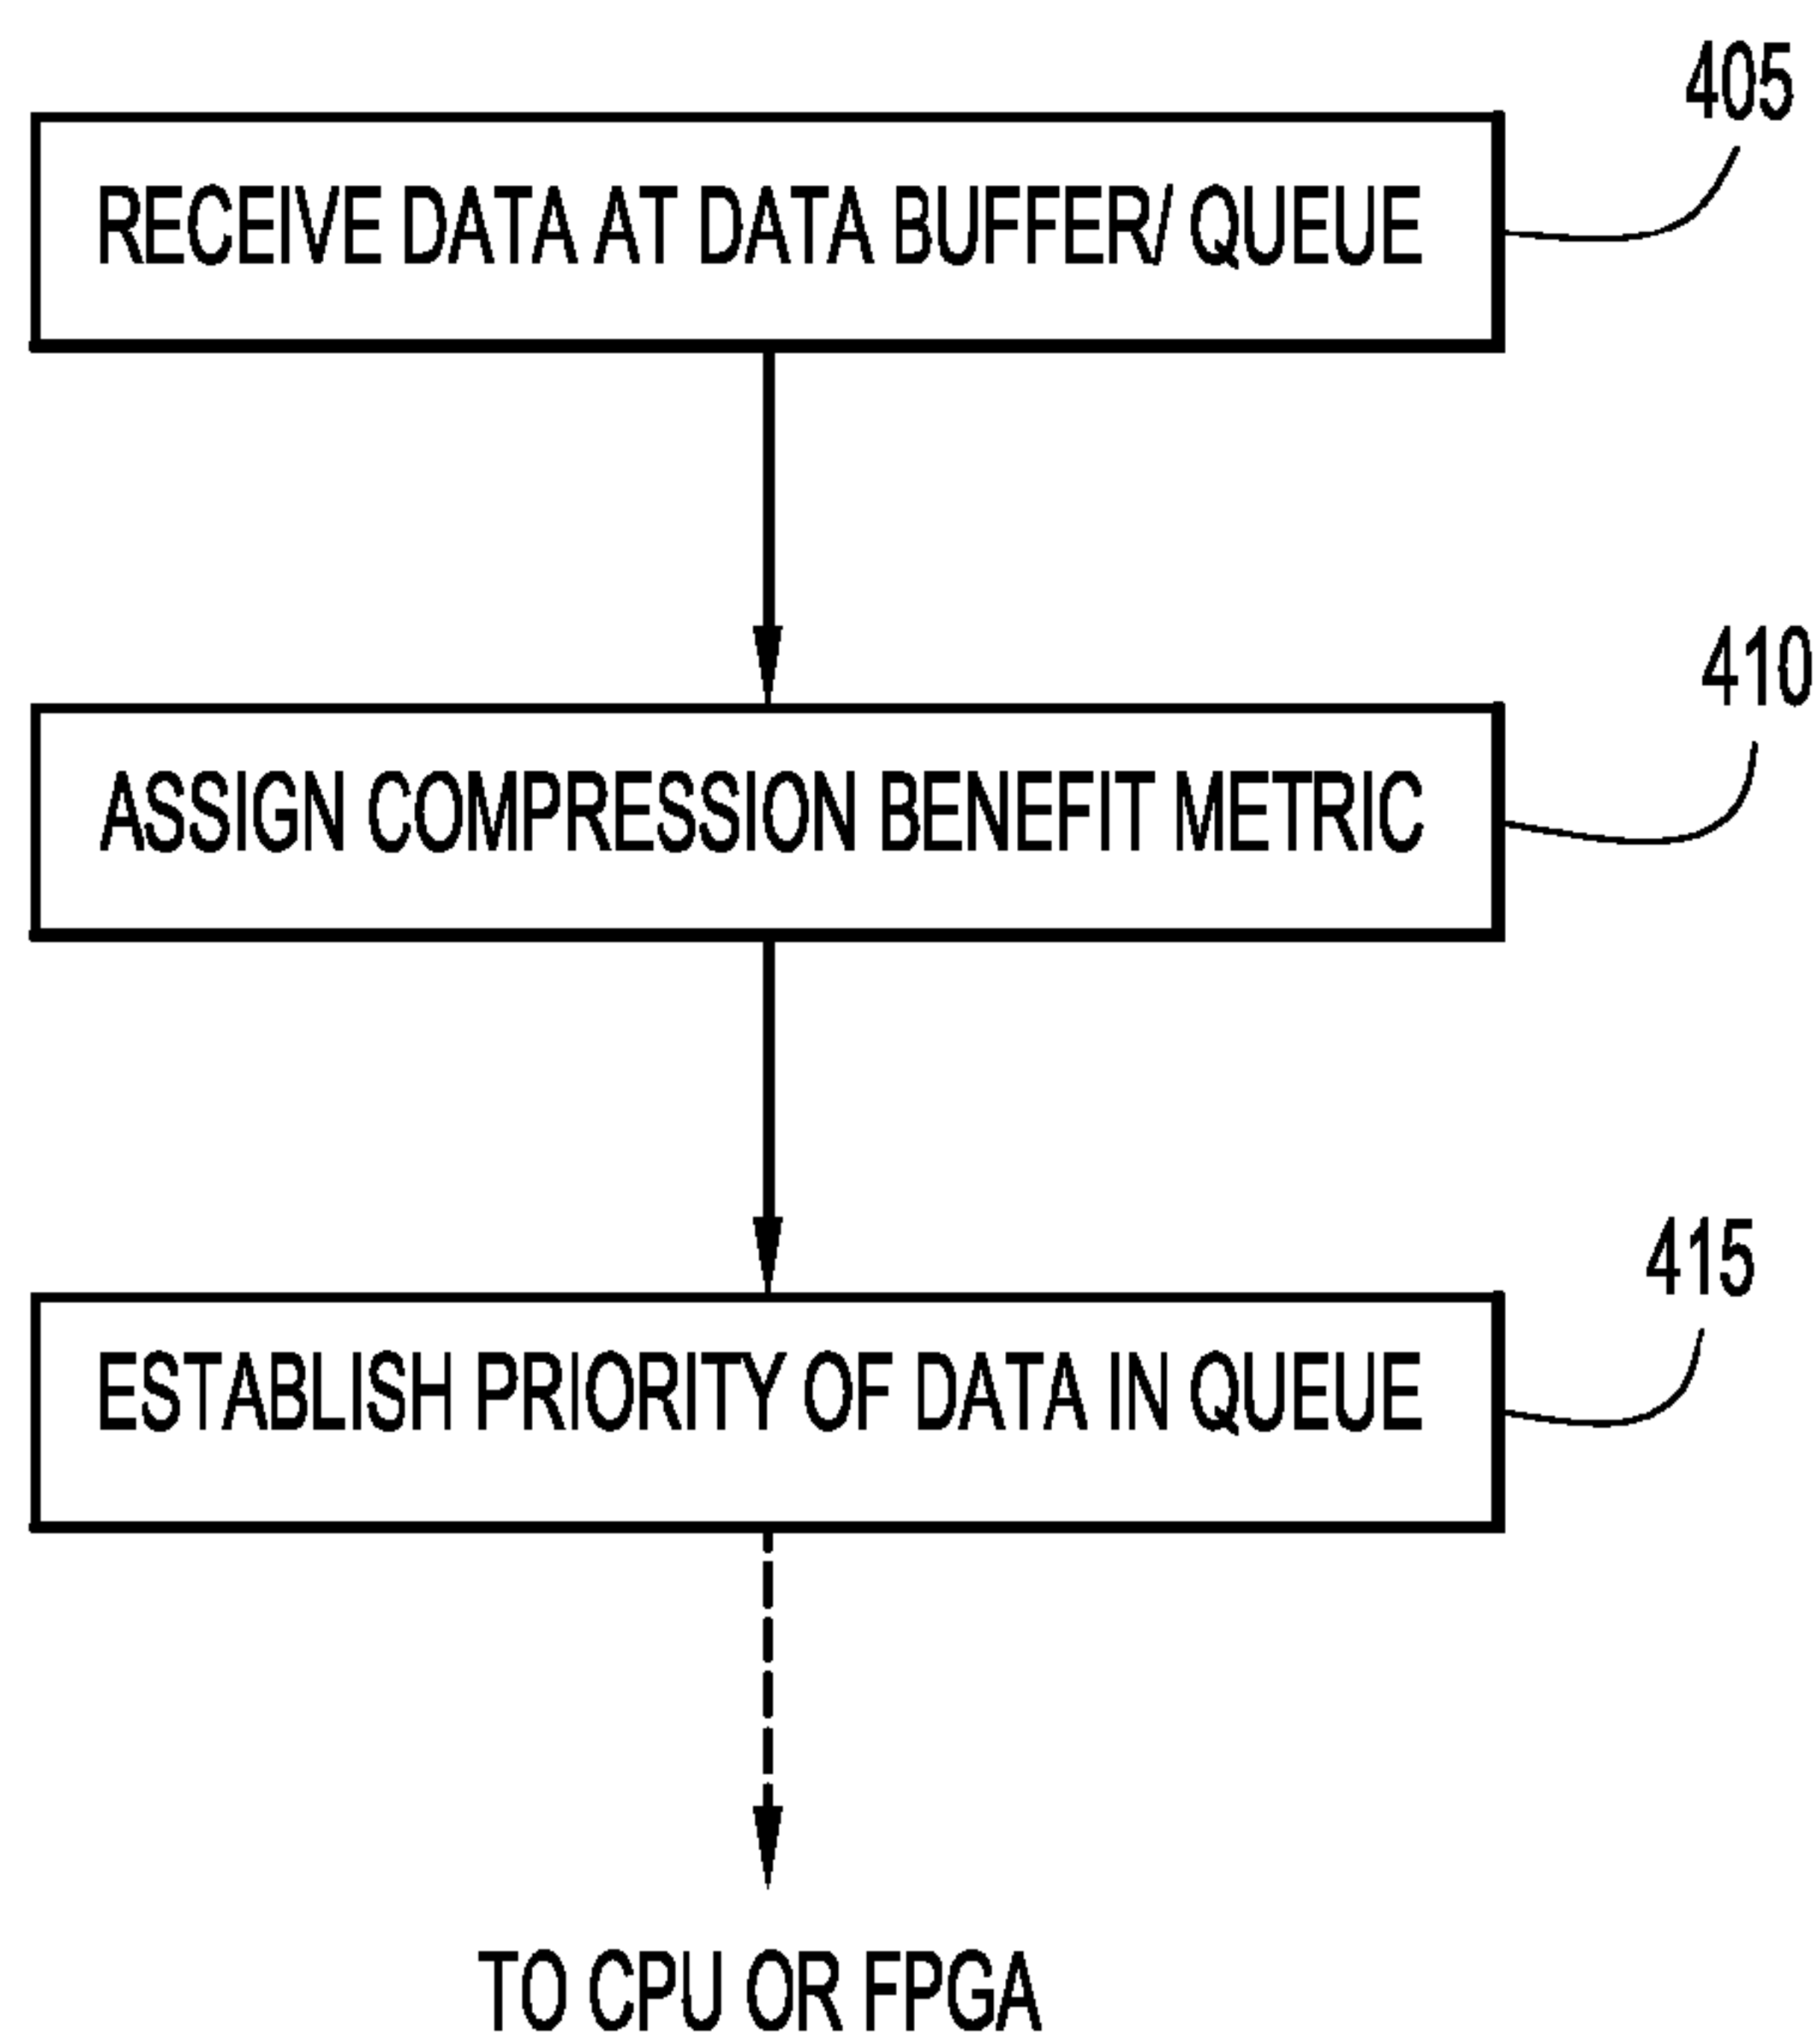 405
RECEIVE DATA AT DATA BUFFER/ QUEUE
410
ASSIGN COMPRESSION BENEFIT METRIC
415
ESTABLISH PRIORITY OF DATA IN QUEUE
TO CPU OR FPGA